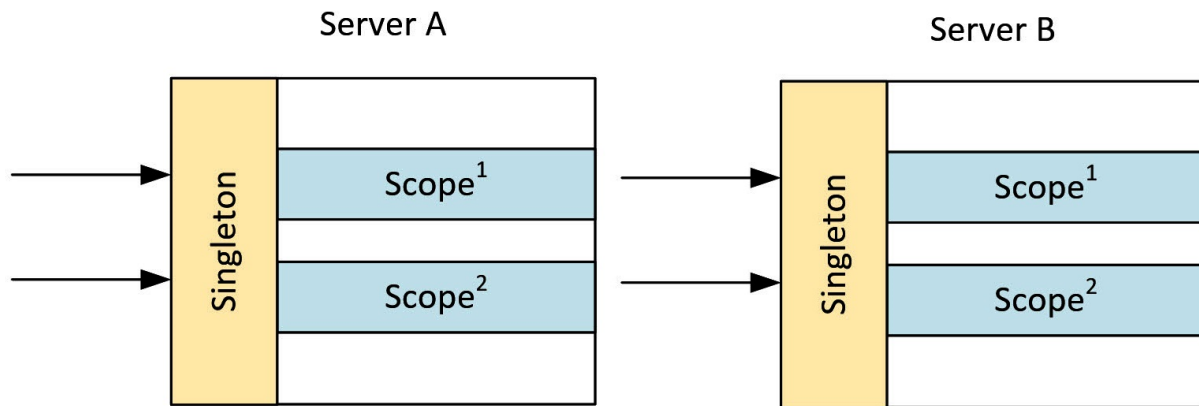 Server A
Server B
Singleton
Scope¹
Scope²
Singleton
Scope¹
Scope²